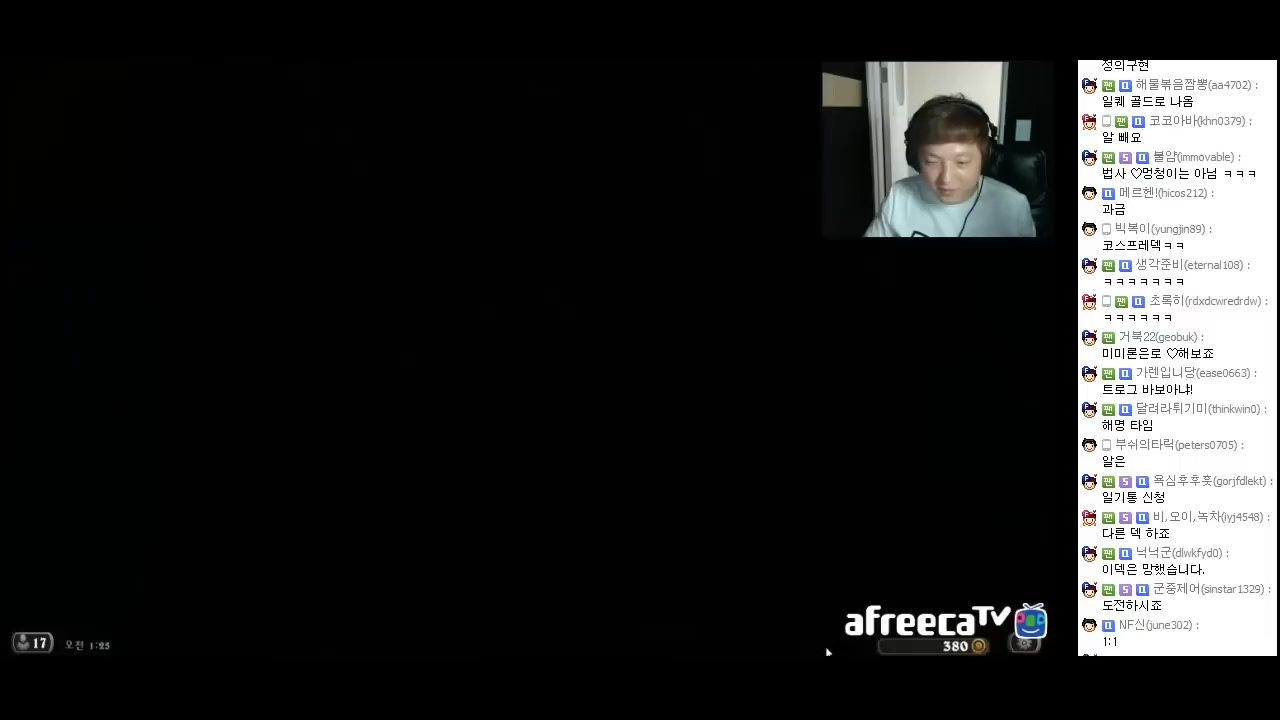 정의구현
해물볶음짬뽕(aa4702) :
일퀘 골드로 나옴
코코아바(khn0379) :
알 빼요
불얌(immovable) :
법사 ♡멍청이는 아님 ㅋㅋㅋ
메르헨!(hicos212) :
과금
빅복이(yungjin89) :
코스프레덱ㅋㅋ
생각준비(eternal108) :
ㅋㅋㅋㅋㅋㅋㅋ
초록히(rdxdcwredrdw) :
ㅋㅋㅋㅋㅋㅋ
거북22(geobuk) :
미미론은로 ♡해보죠
가렌입니당(ease0663) :
트로그 바보아냐!
달려라튀기미(thinkwin0) :
해명 타임
부쉬의타락(peters0705) :
알은
욕심후후훗(gorjfdlekt) :
일기통 신청
비,오이,녹차(iyj4548) :
다른 덱 하죠
넉넉군(dlwkfyd0) :
이덱은 망했습니다.
군중제어(sinstar1329) :
도전하시죠
NF신(june302) :
1:1
afreecaTV
380
17
오전 1:25